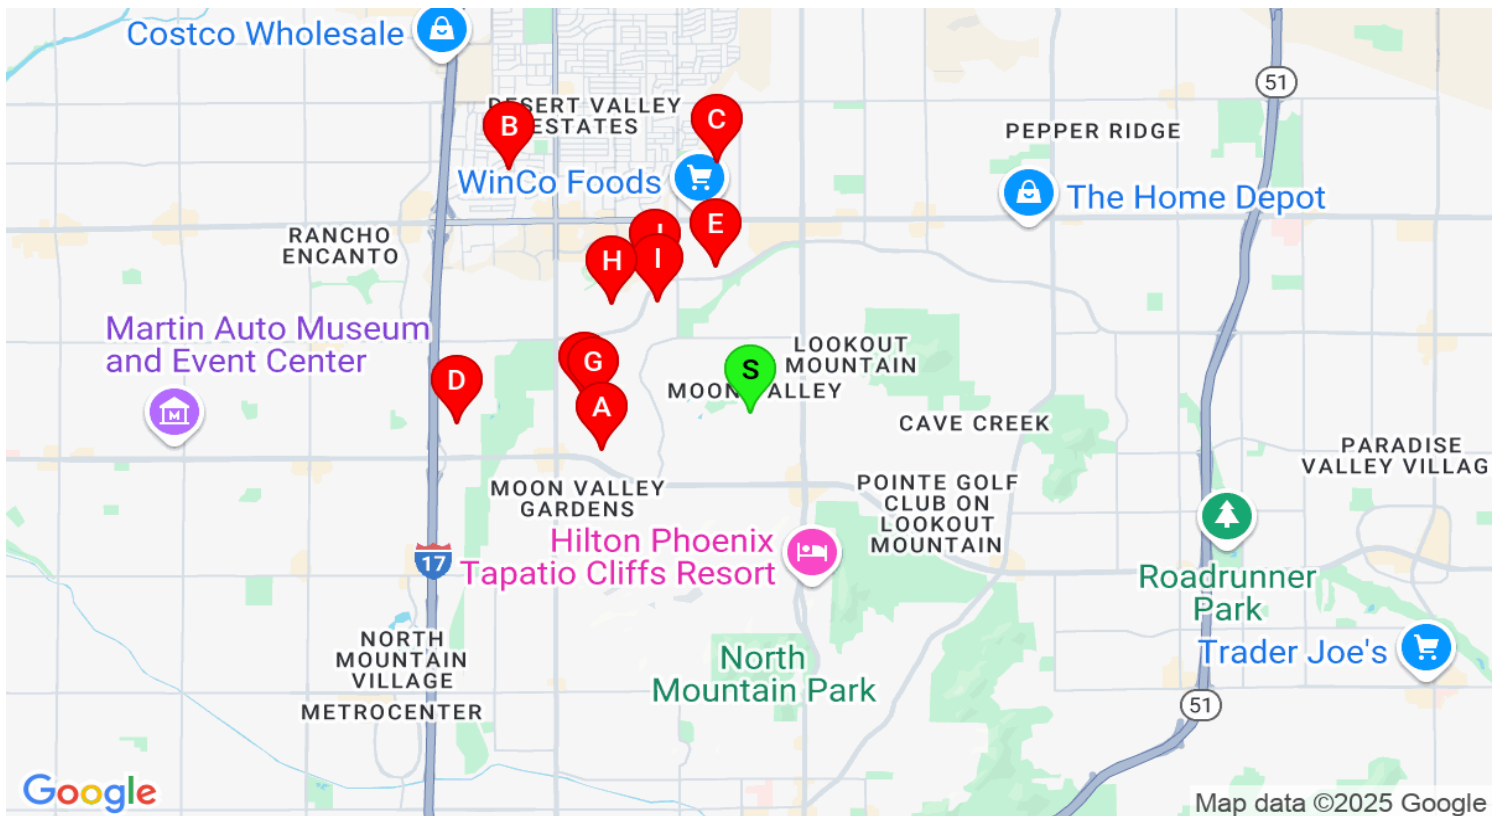 Costco Wholesale
51
DESERT VALLEY
ESTATES
B
C
PEPPER RIDGE
WinCo Foods
The Home Depot
RANCHO
ENCANTO
E
H
I
Martin Auto Museum
and Event Center
M
LOOKOUT
MOUNTAIN
S
G
D
A
CAVE CREEK
PARADISE
VALLEY VILLAG
MOON VALLEY
GARDENS
POINTE GOLF
CLUB ON
LOOKOUT
MOUNTAIN
Hilton Phoenix
Tapatio Cliffs Resort
17
Roadrunner
Park
NORTH
MOUNTAIN
VILLAGE
METROCENTER
North
Mountain Park
Trader Joe's
51
Google
Map data ©2025 Google